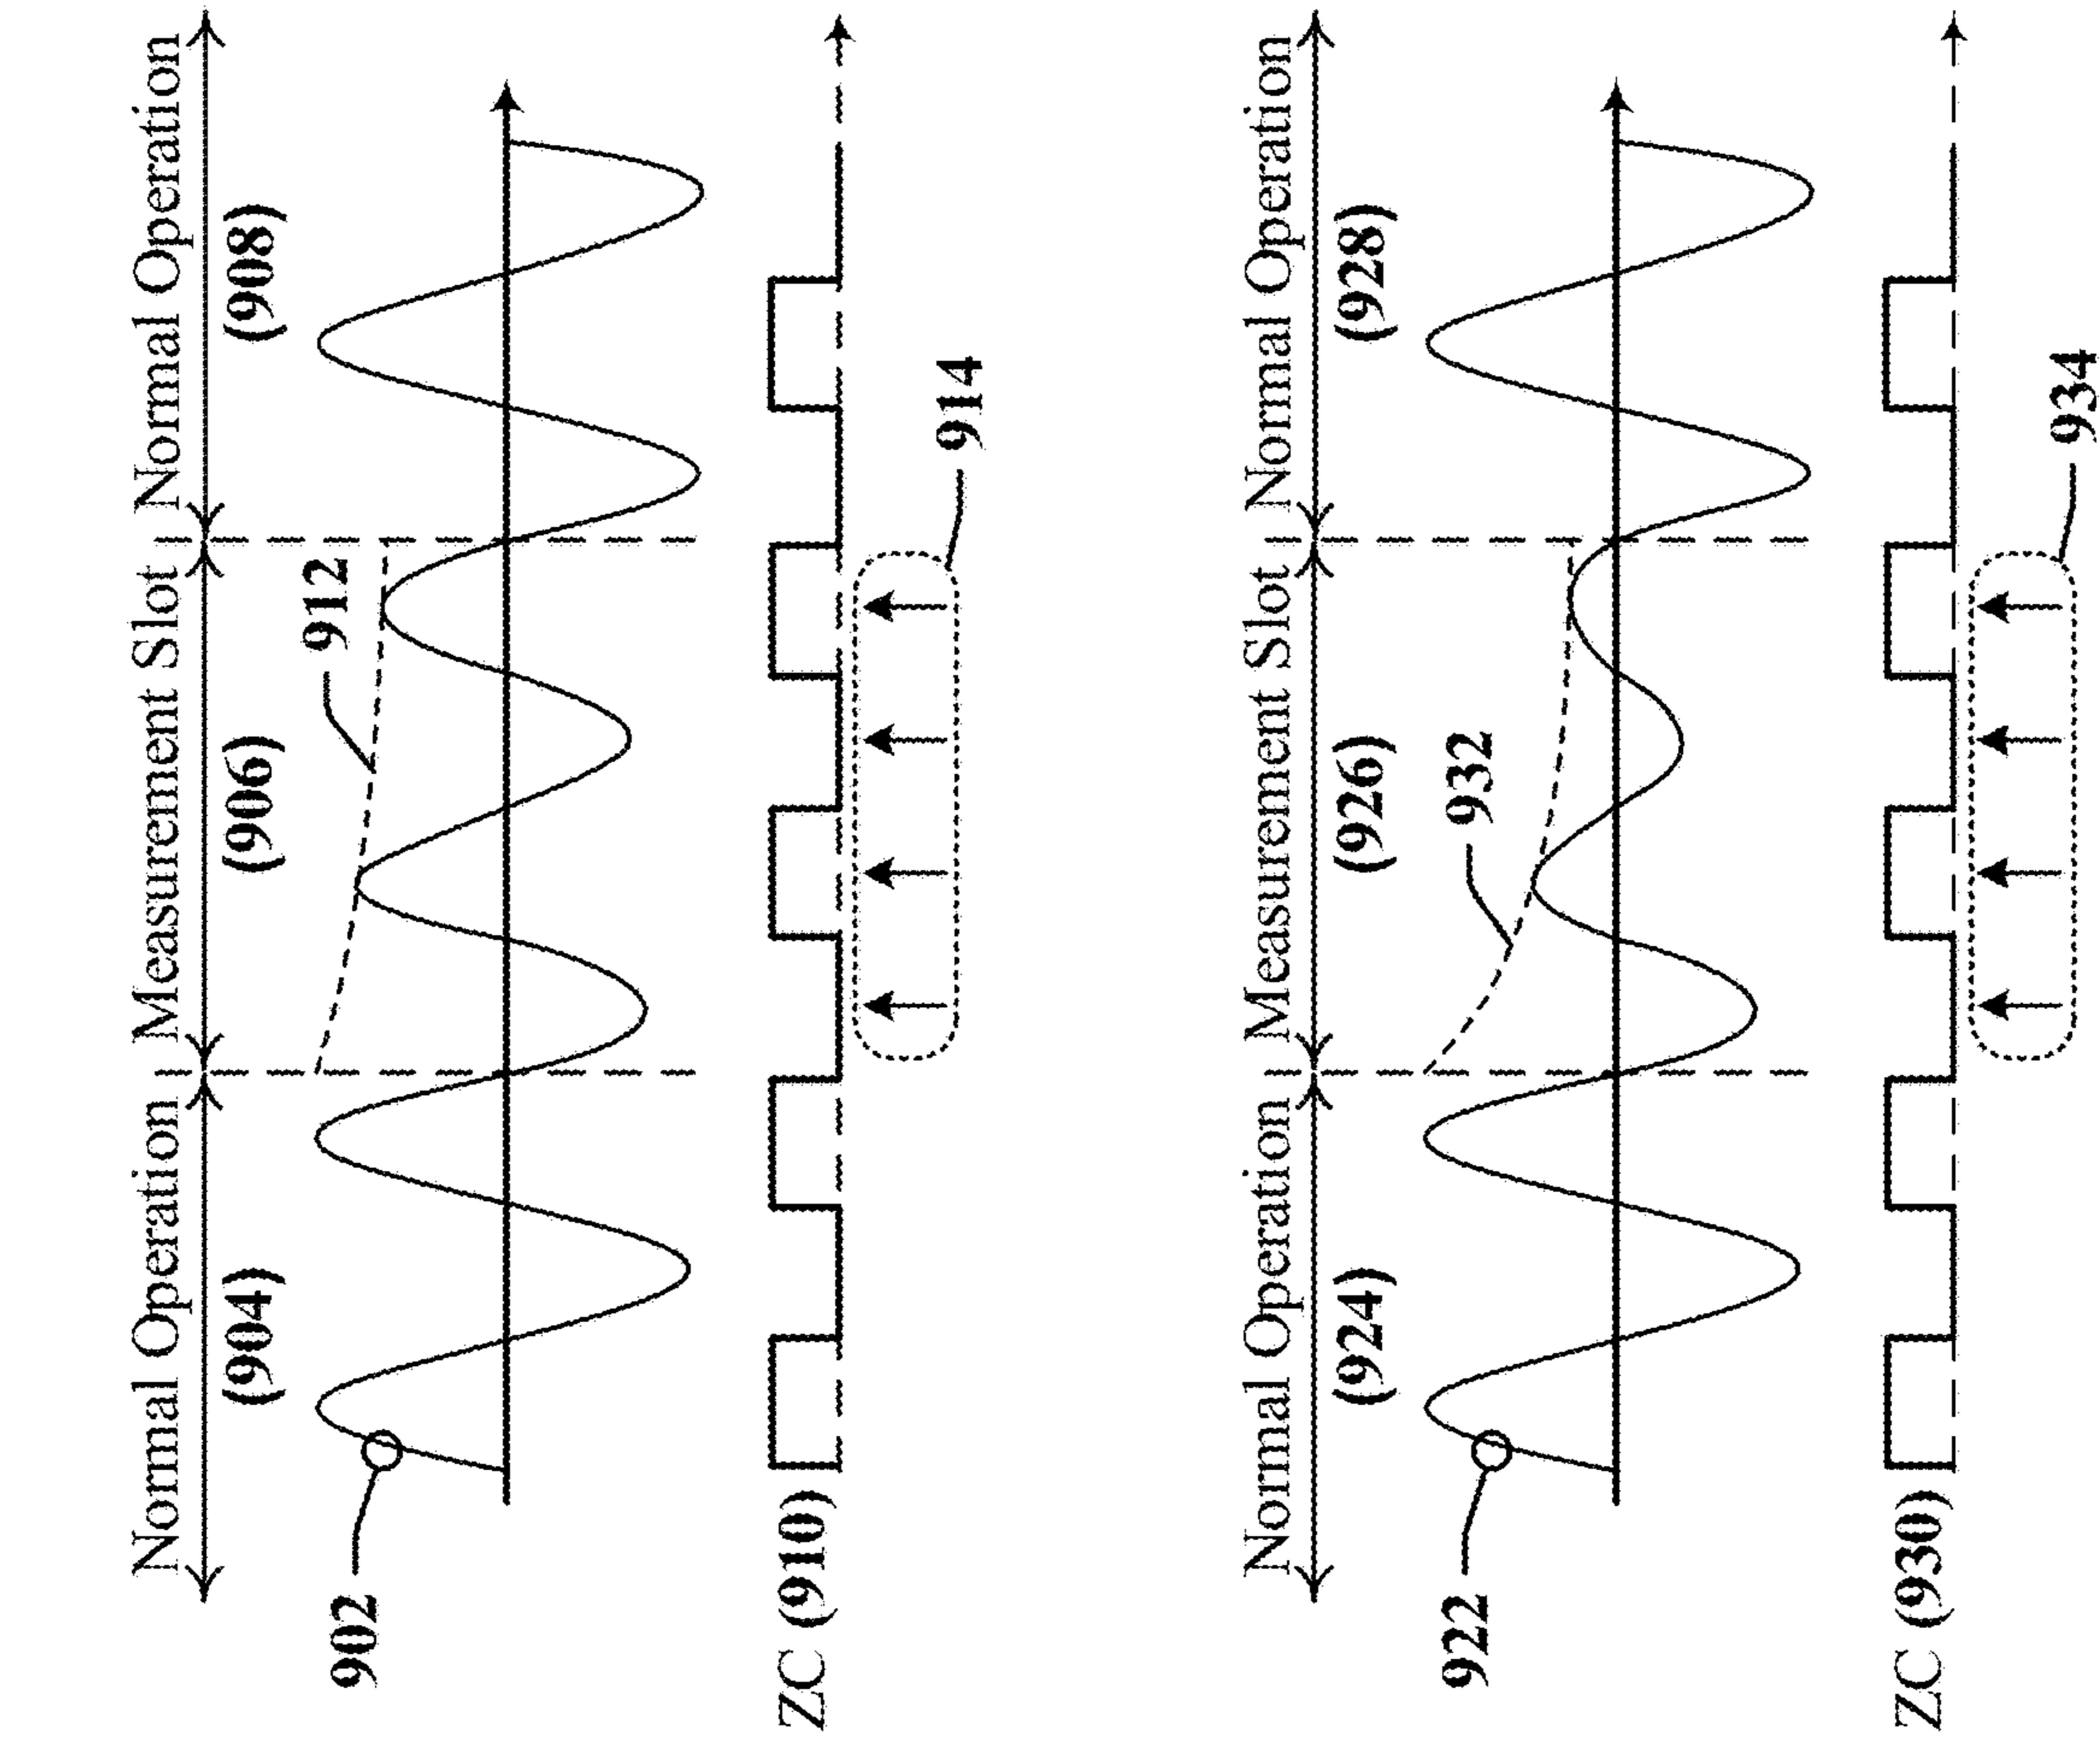 Normal Operation Measurement Slot Normal Operation
(904) (906) (908)
912
902
ZC (910)
914
Normal Operation Measurement Slot Normal Operation
(924) (926) (928)
932
922
ZC (930)
934